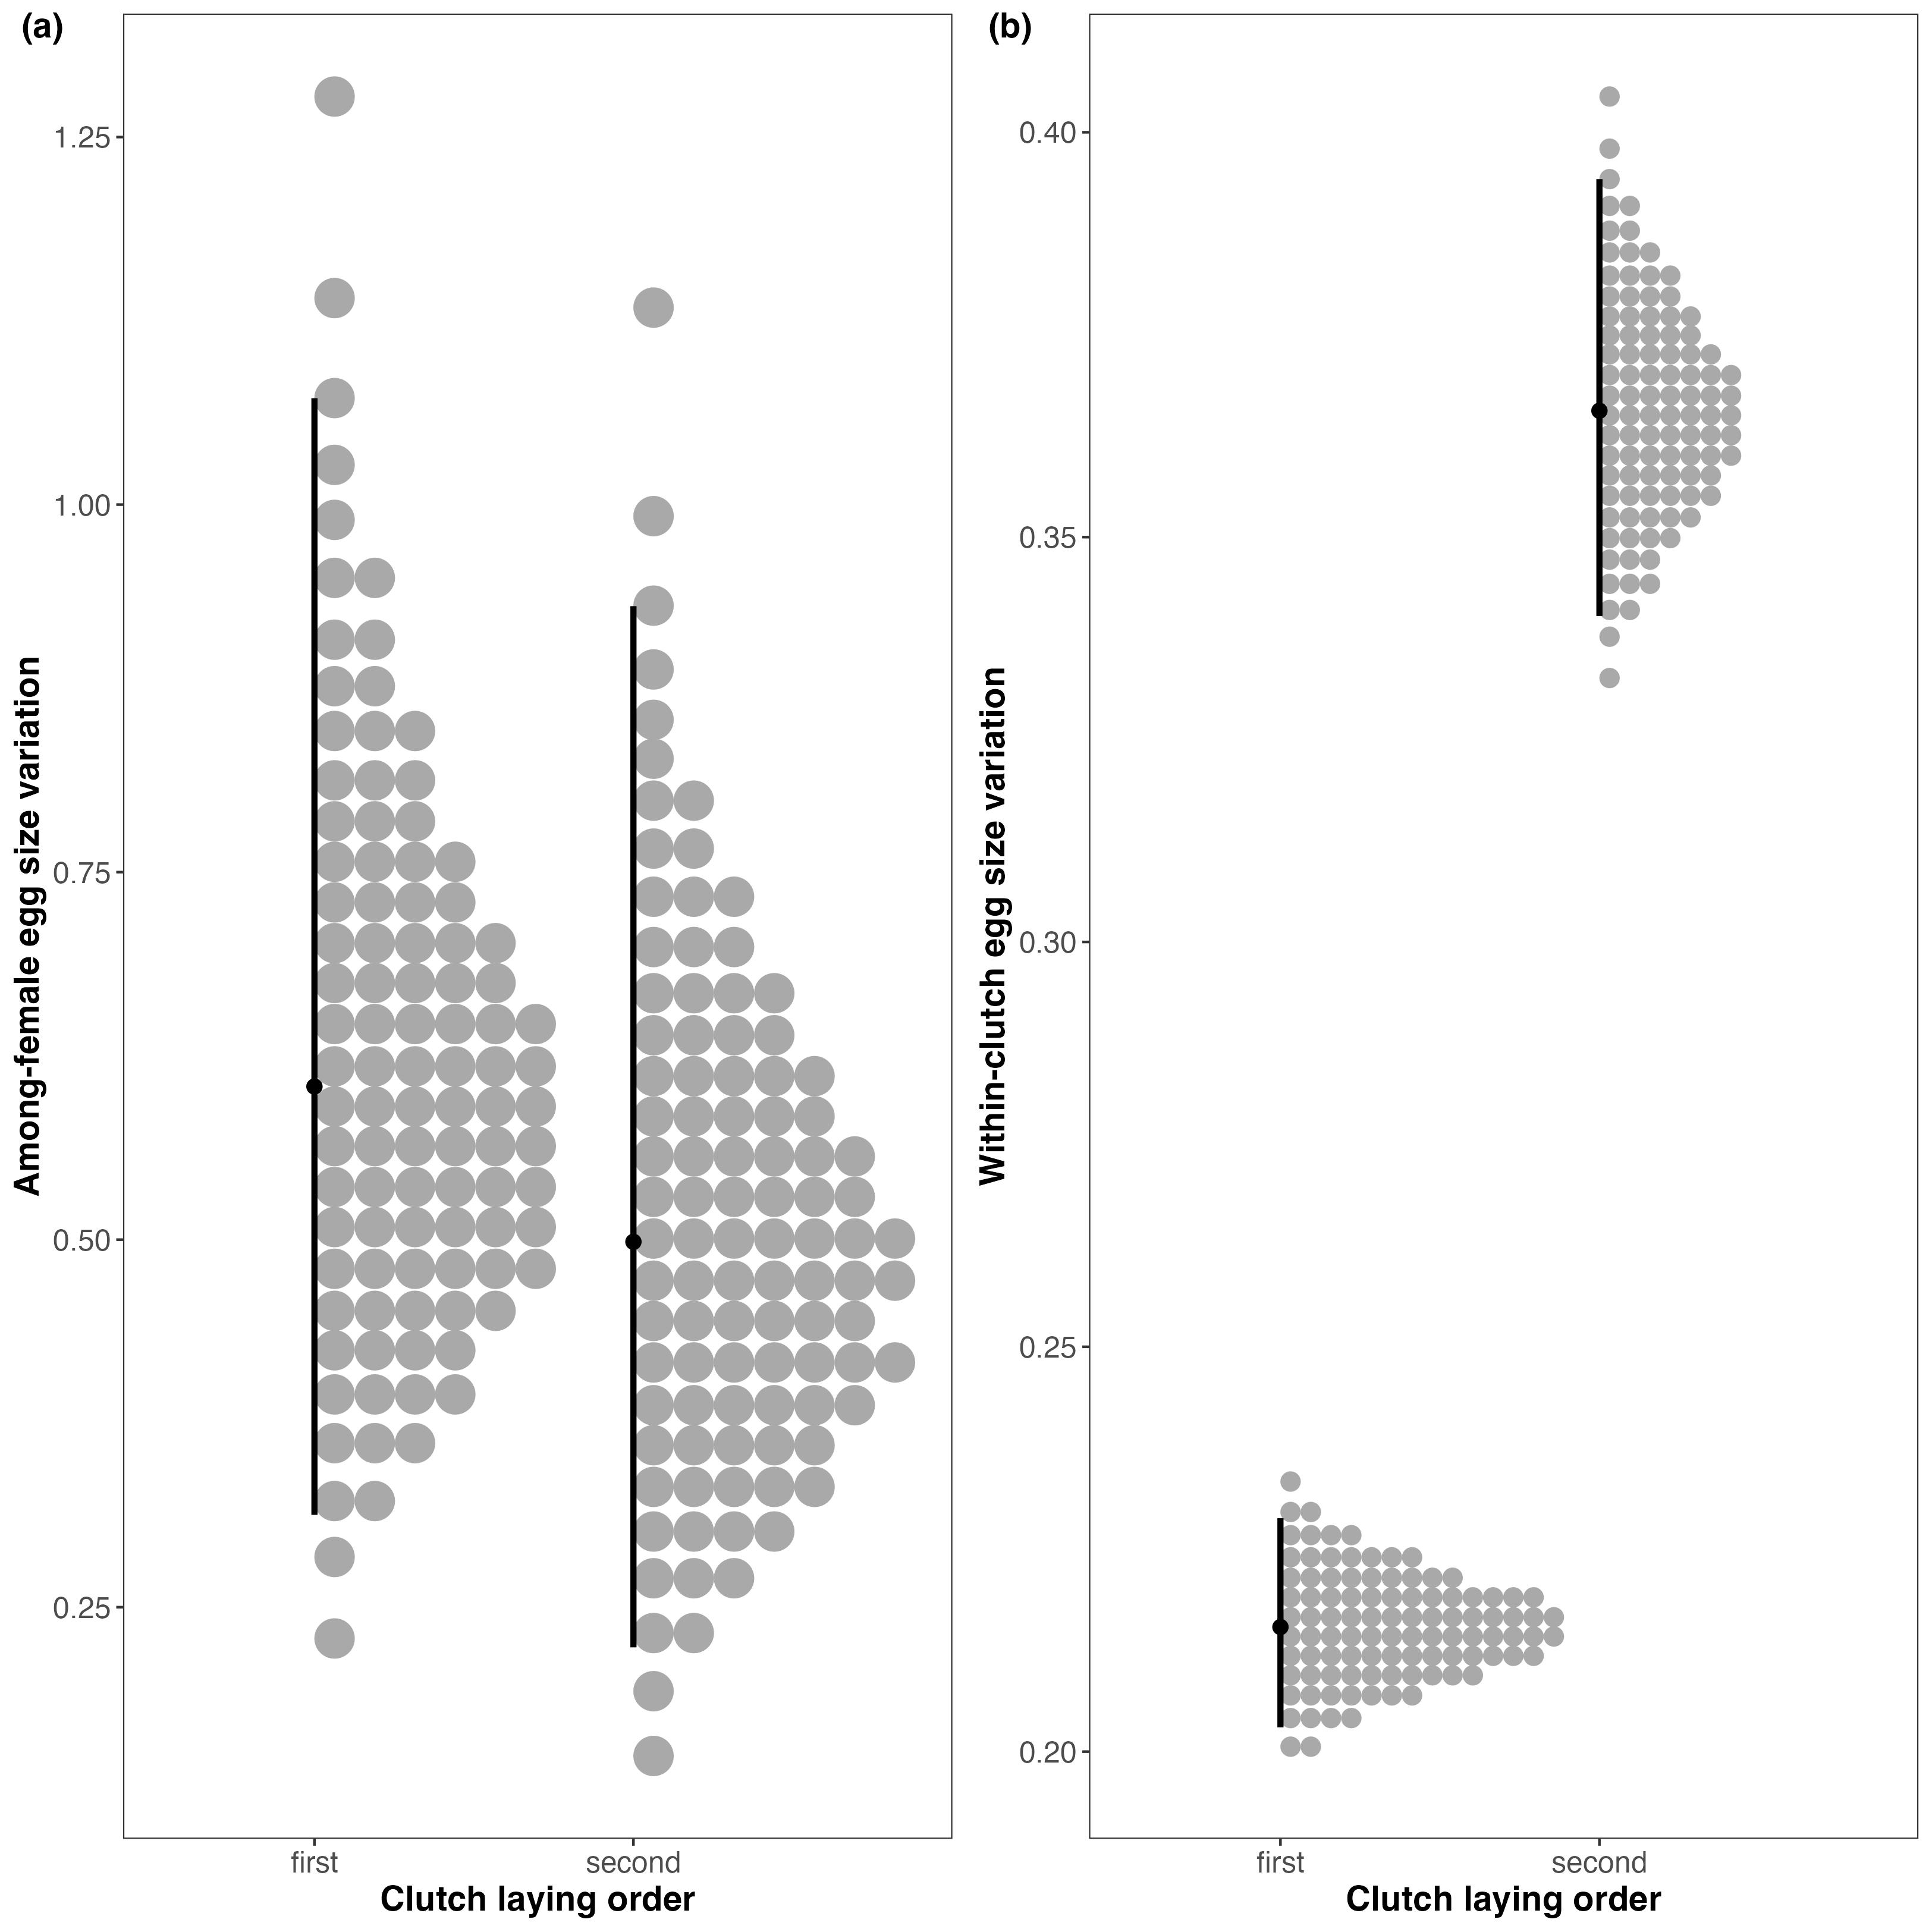 (a)
Among-female egg size variation
1.25
1.00
0.75
0.50
0.25
first
second
Clutch laying order
(b)
Within-clutch egg size variation
0.40
0.35
0.30
0.25
0.20
first
second
Clutch laying order